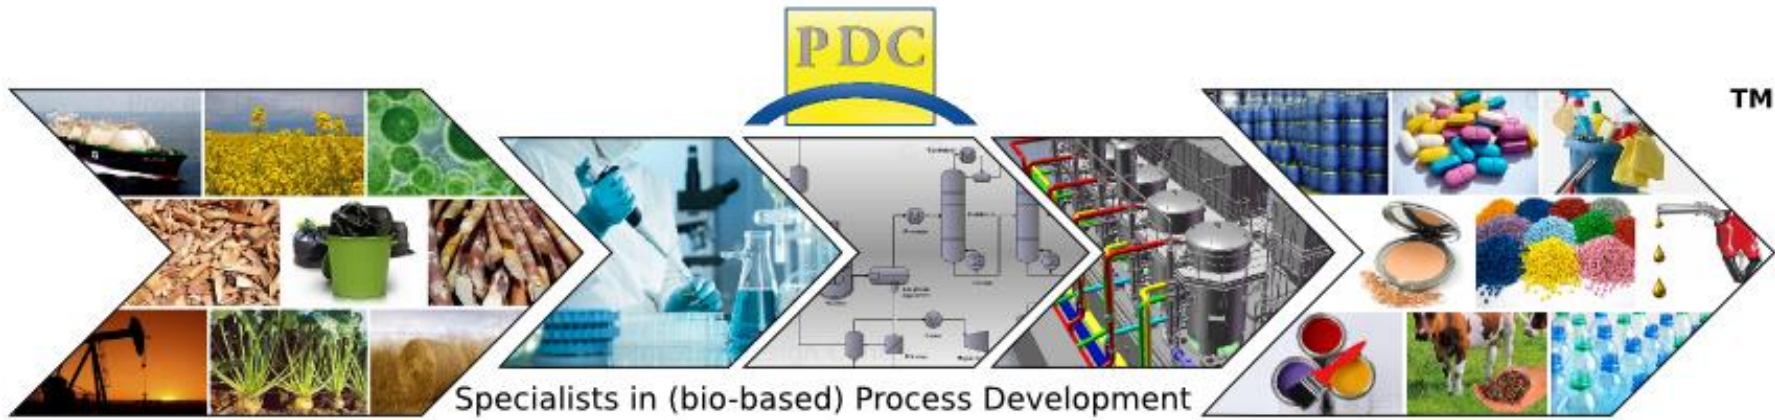 PDC
TM
Specialists in (bio-based) Process Development